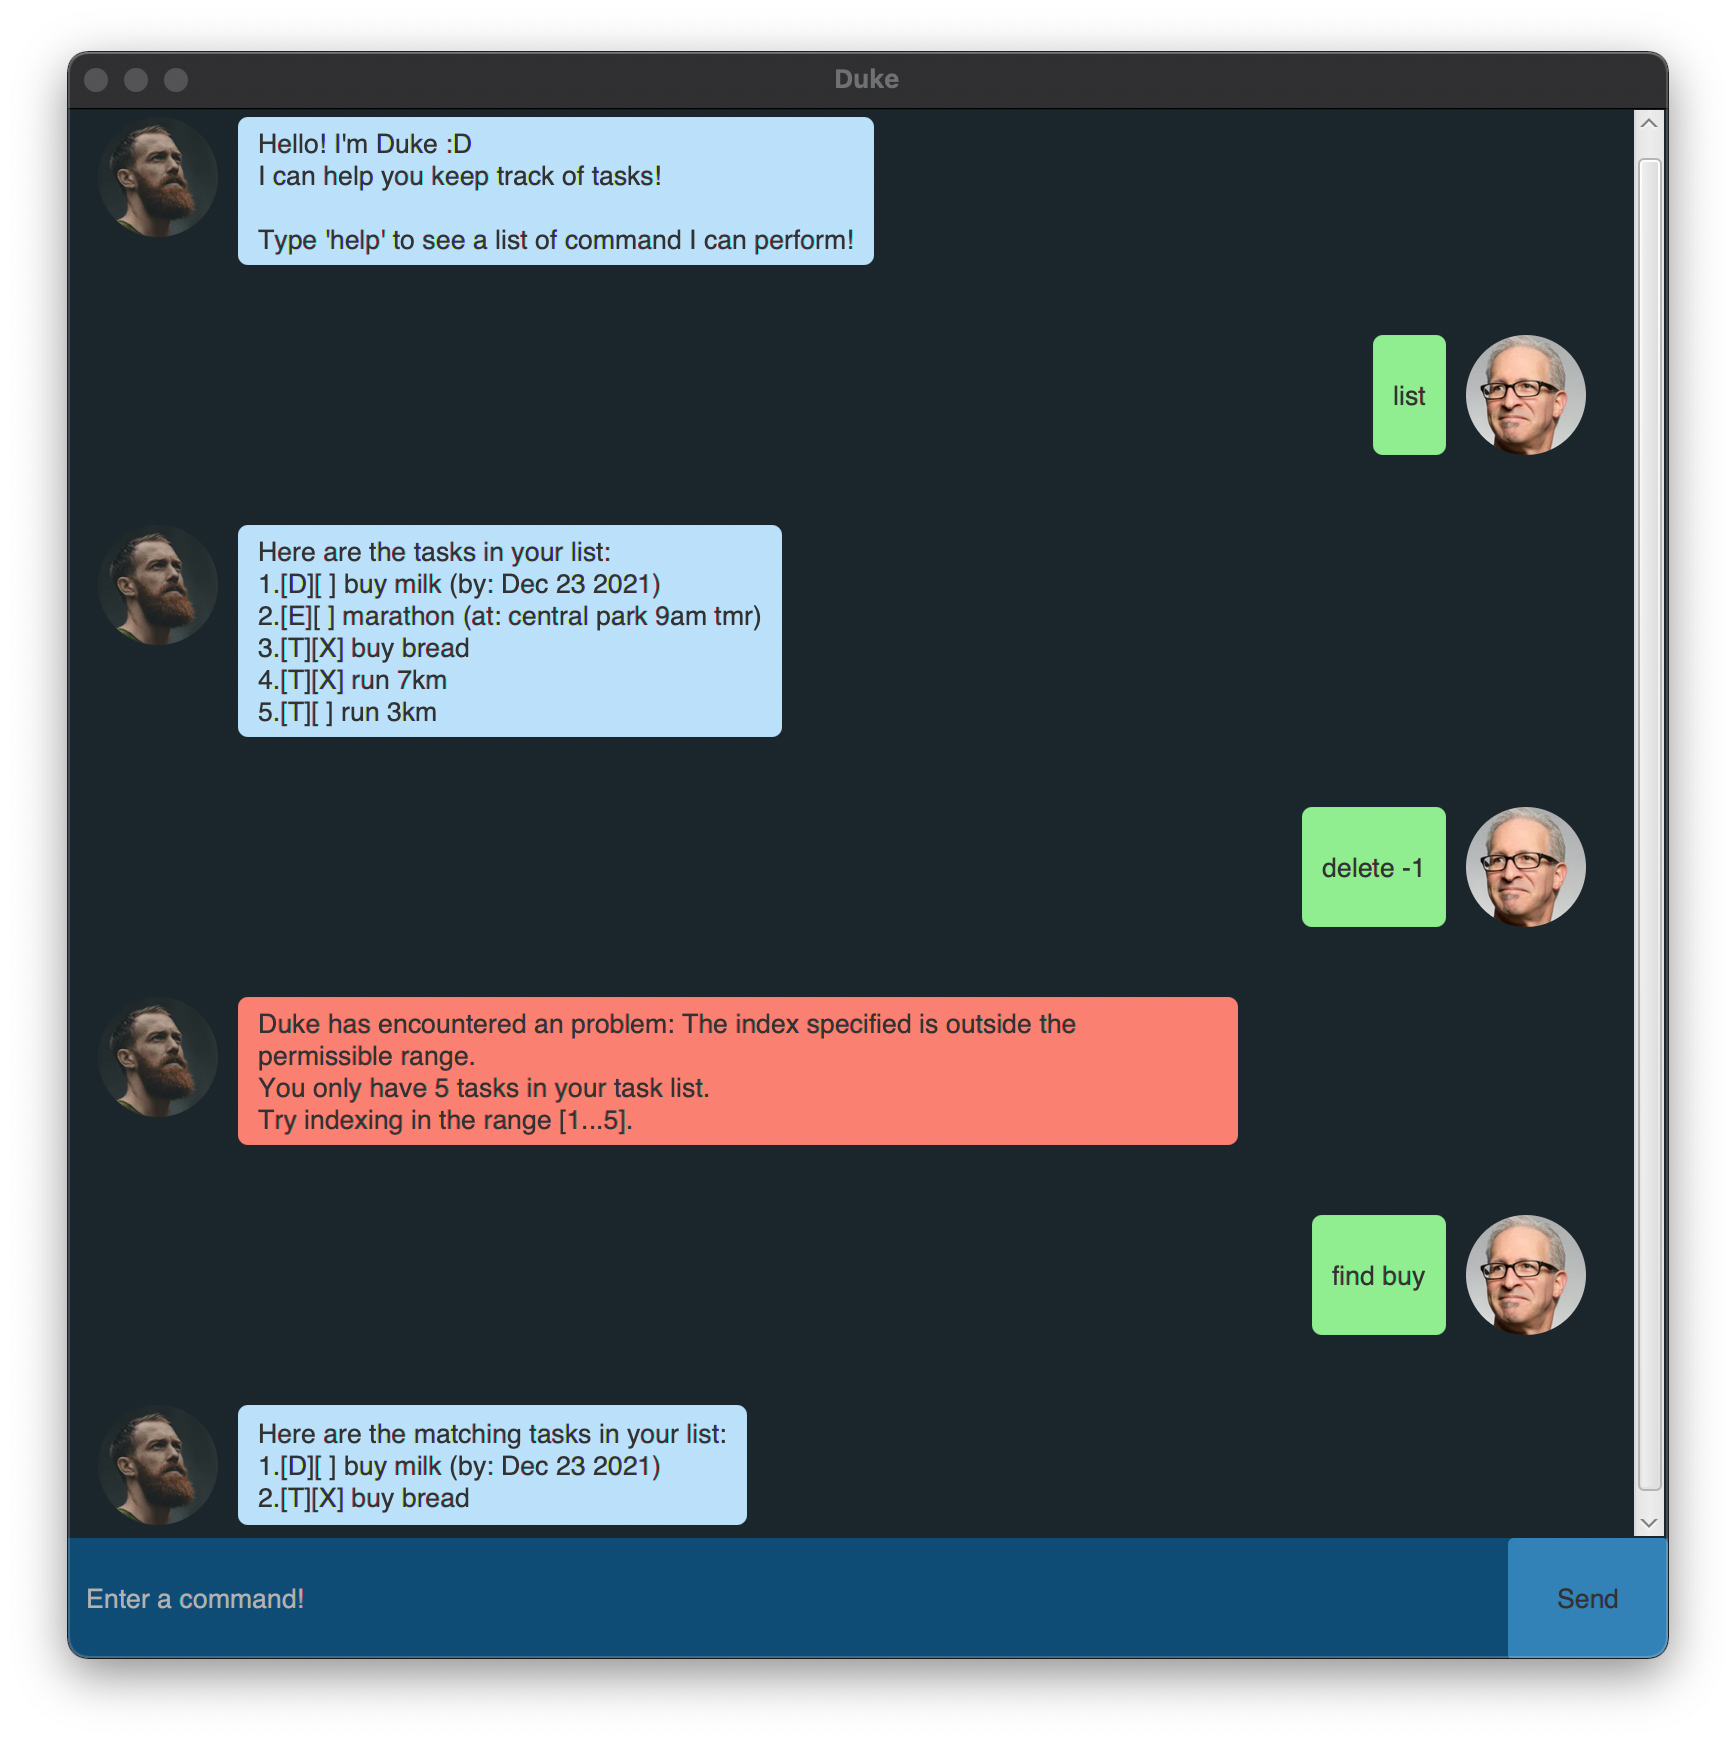 Duke
Hello! I'm Duke :D
I can help you keep track of tasks!
Type 'help' to see a list of command I can perform!
list
Here are the tasks in your list:
1.[D][ ] buy milk (by: Dec 23 2021)
2.[E][ ] marathon (at: central park 9am tmr)
3.[T][X] buy bread
4.[T][X] run 7km
5.[T][ ] run 3km
delete -1
Duke has encountered an problem: The index specified is outside the
permissible range.
You only have 5 tasks in your task list.
Try indexing in the range [1...5].
find buy
Here are the matching tasks in your list:
1.[D][ ] buy milk (by: Dec 23 2021)
2.[T][X] buy bread
Enter a command!
Send